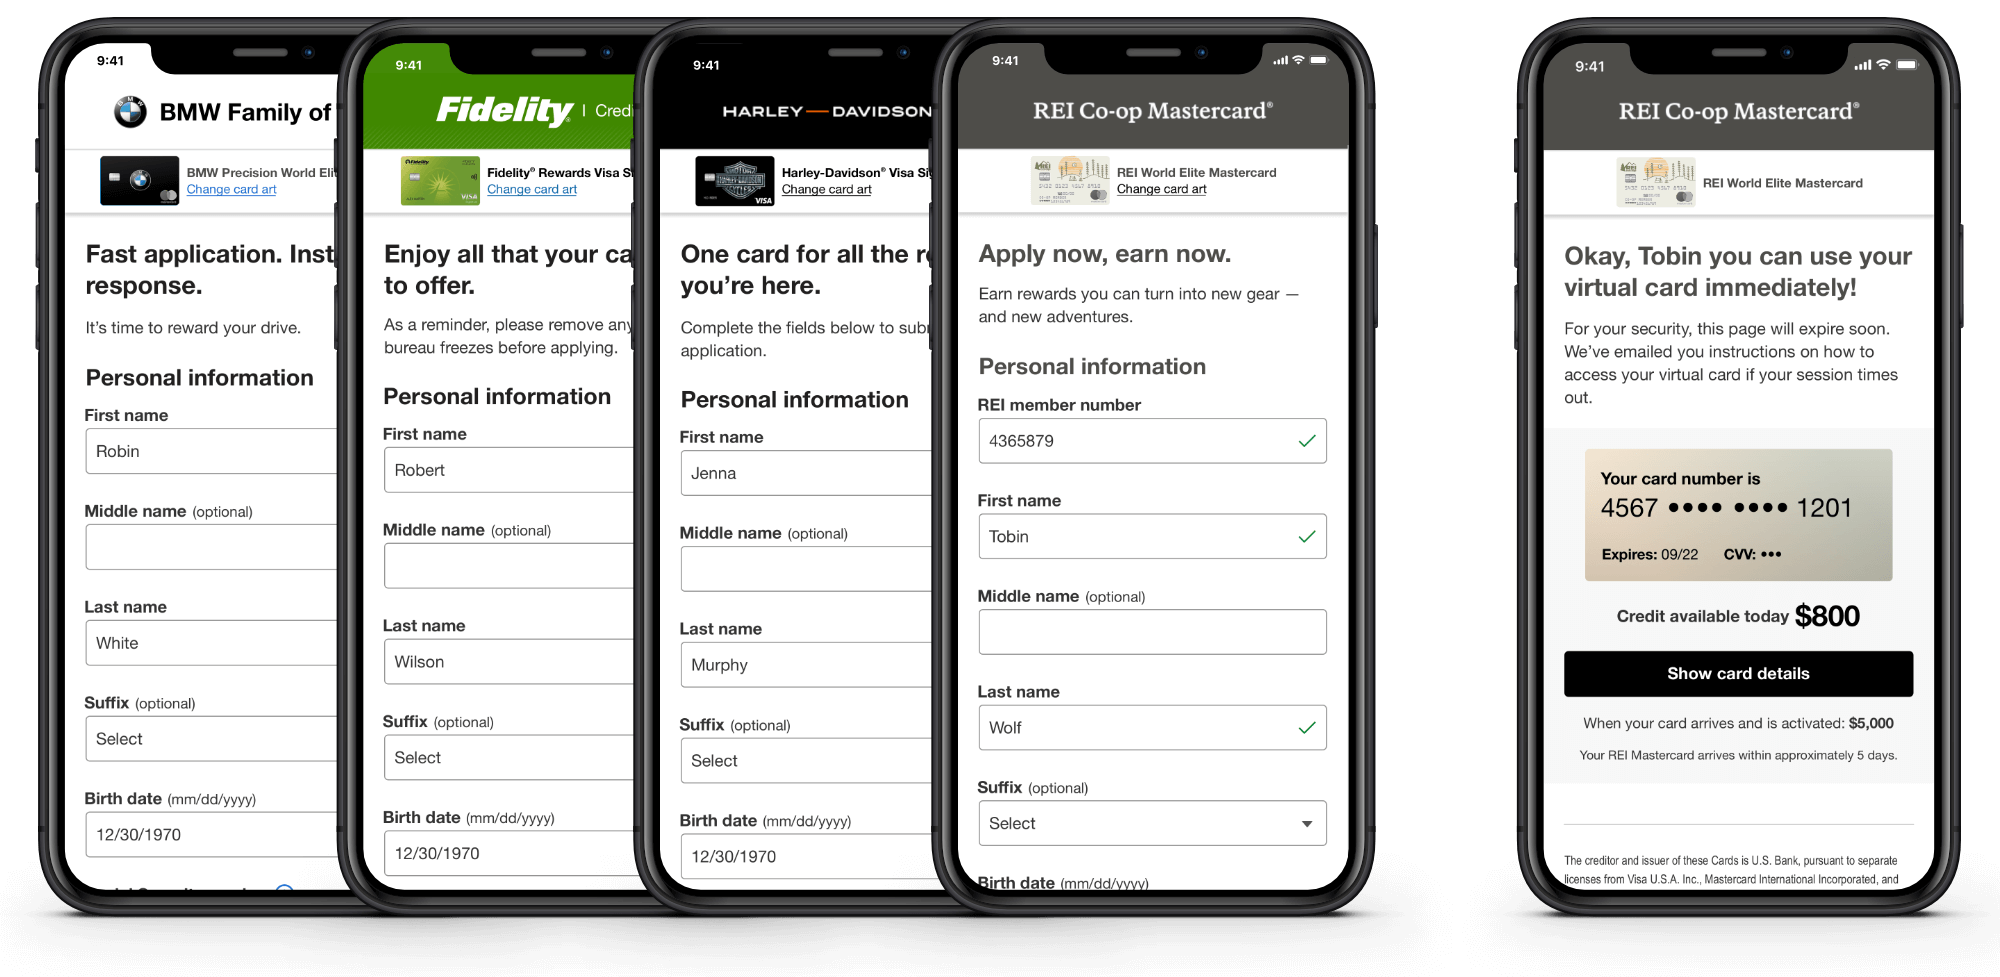 9:41
BMW Family of
BMW Precision World Eli
Change card art
Fast application. Inst
response.
It's time to reward your drive.
Personal information
First name
Robin
Middle name (optional)
Last name
White
Suffix (optional)
Select
Birth date (mm/dd/yyyy)
12/30/1970
9:41
Fidelity | Credi
Fidelity® Rewards Visa S
Change card art
VISA
Enjoy all that your ca
to offer.
As a reminder, please remove any
bureau freezes before applying.
Personal information
First name
Robert
Middle name (optional)
Last name
Wilson
Suffix (optional)
Select
Birth date (mm/dd/yyyy)
12/30/1970
9:41
HARLEY—DAVIDSON
Harley-Davidson® Visa Si
Change card art
VISA
One card for all the r
you're here.
Complete the fields below to sub
application.
Personal information
First name
Jenna
Middle name (optional)
Last name
Murphy
Suffix (optional)
Select
Birth date (mm/dd/yyyy)
12/30/1970
9:41
REI Co-op Mastercard®
REI World Elite Mastercard
Change card art
Apply now, earn now.
Earn rewards you can turn into new gear —
and new adventures.
Personal information
REI member number
4365879
First name
Tobin
Middle name (optional)
Last name
Wolf
Suffix (optional)
Select
Birth date (mm/dd/yyyy)
9:41
REI Co-op Mastercard®
REI World Elite Mastercard
Okay, Tobin you can use your
virtual card immediately!
For your security, this page will expire soon.
We've emailed you instructions on how to
access your virtual card if your session times
out.
Your card number is
4567 •••• •••• 1201
Expires: 09/22 CVV: •••
Credit available today $800
Show card details
When your card arrives and is activated: $5,000
Your REI Mastercard arrives within approximately 5 days.
The creditor and issuer of these Cards is U.S. Bank, pursuant to separate
licenses from Visa U.S.A. Inc., Mastercard International Incorporated, and